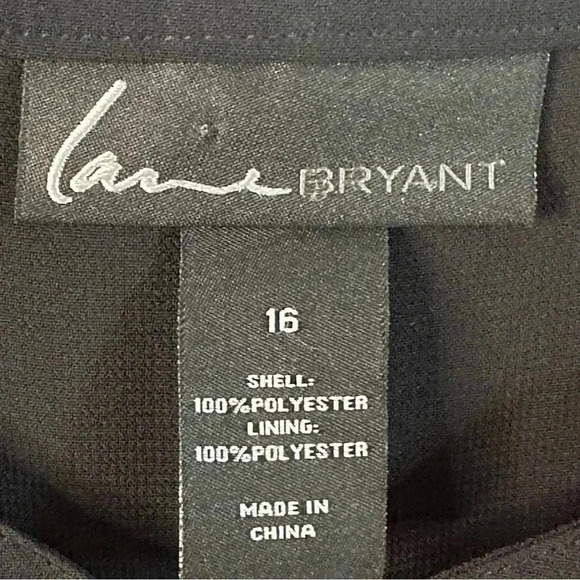 Lane BRYANT
16
SHELL:
100%POLYESTER
LINING:
100%POLYESTER
MADE IN
CHINA